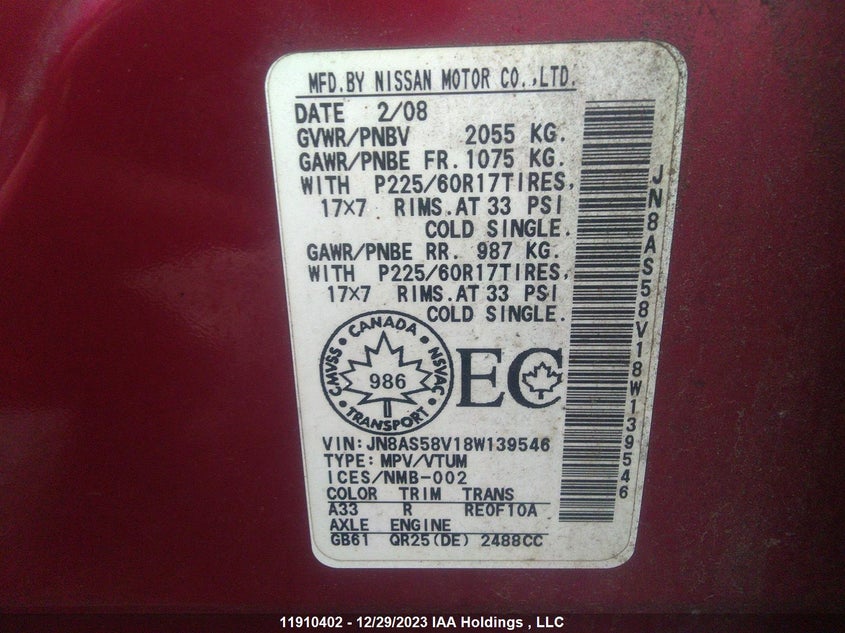 MFD.BY NISSAN MOTOR CO.,LTD.
DATE 2/08
GVWR/PNBV 2055 KG.
GAWR/PNBE FR. 1075 KG.
WITH P225/60R17TIRES,
17×7 RIMS.AT 33 PSI
COLD SINGLE.
GAWR/PNBE RR. 987 KG.
WITH P225/60R17TIRES,
17×7 RIMS.AT 33 PSI
COLD SINGLE.
CANADA
CMVSS
NSVAC
986
TRANSPORT
EC
VIN:JN8AS58V18W139546
TYPE:MPV/VTUM
ICES/NMB-002
COLOR TRIM TRANS
A33 R RE0F10A
AXLE ENGINE
GB61 QR25(DE) 2488CC
JN8AS58V18W139546
11910402 - 12/29/2023 IAA Holdings , LLC